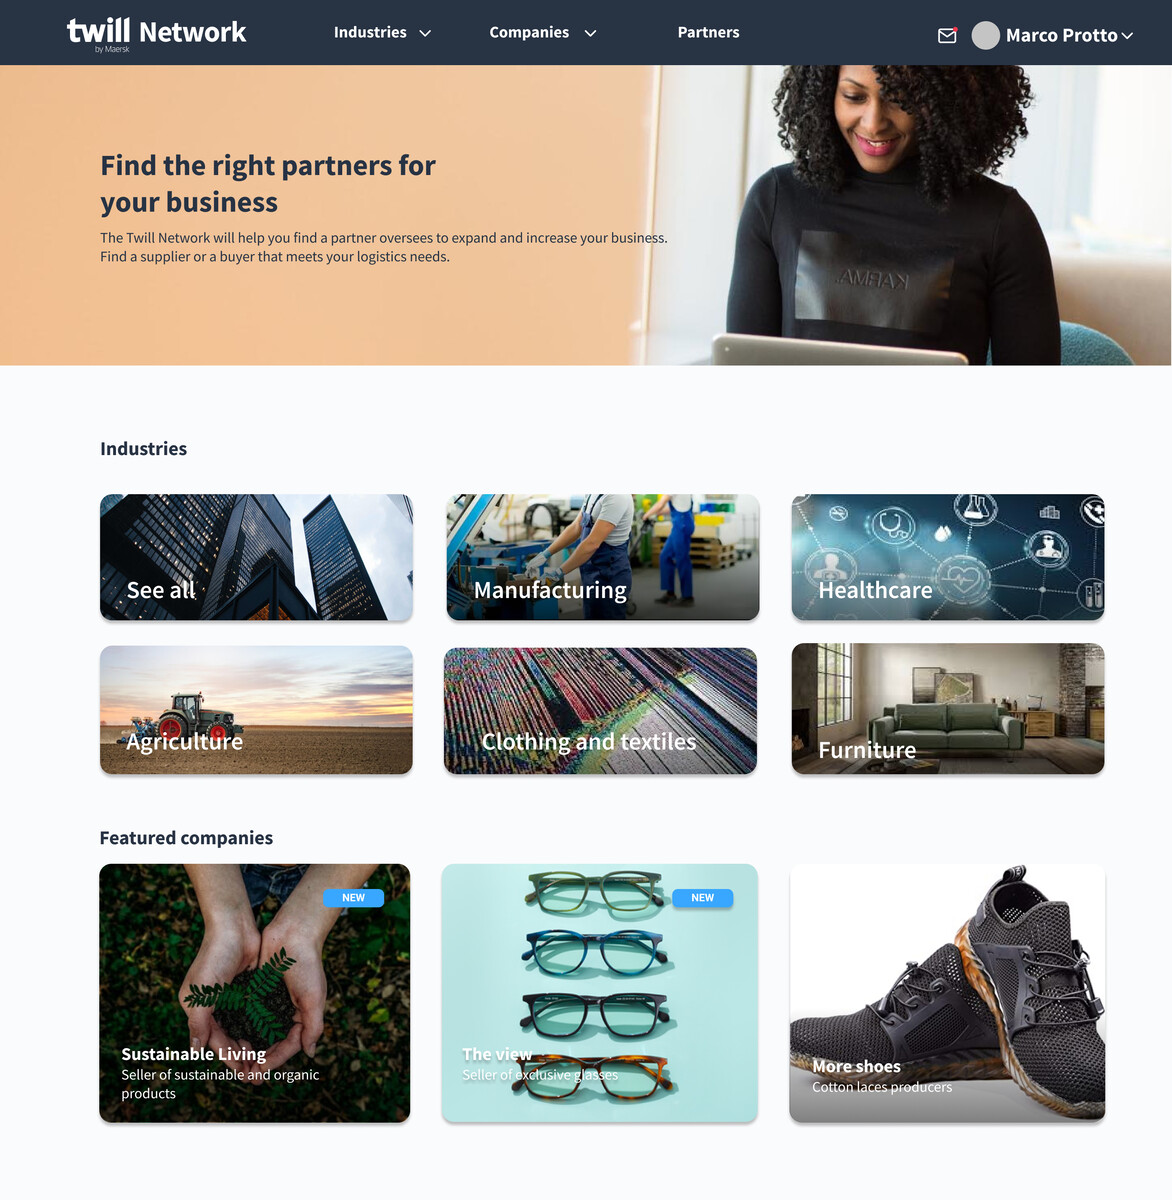 twill Network
by Maersk
Industries
Companies
Partners
Marco Protto
Find the right partners for
your business
The Twill Network will help you find a partner oversees to expand and increase your business.
Find a supplier or a buyer that meets your logistics needs.
KARMA
Industries
See all
Manufacturing
Healthcare
Agriculture
Clothing and textiles
Furniture
Featured companies
NEW
Sustainable Living
Seller of sustainable and organic
products
NEW
The view
Seller of exclusive glasses
More shoes
Cotton laces producers